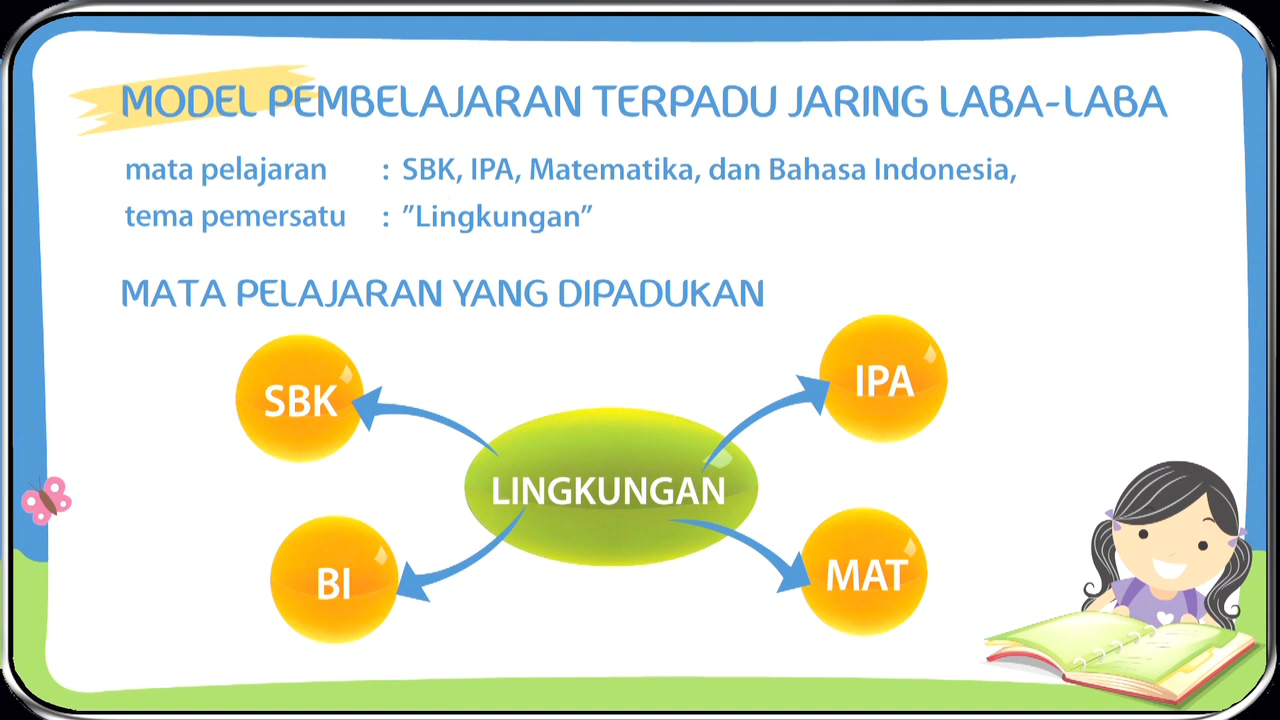 MODEL PEMBELAJARAN TERPADU JARING LABA-LABA
mata pelajaran : SBK, IPA, Matematika, dan Bahasa Indonesia,
tema pemersatu : ”Lingkungan”
MATA PELAJARAN YANG DIPADUKAN
SBK
IPA
LINGKUNGAN
BI
MAT